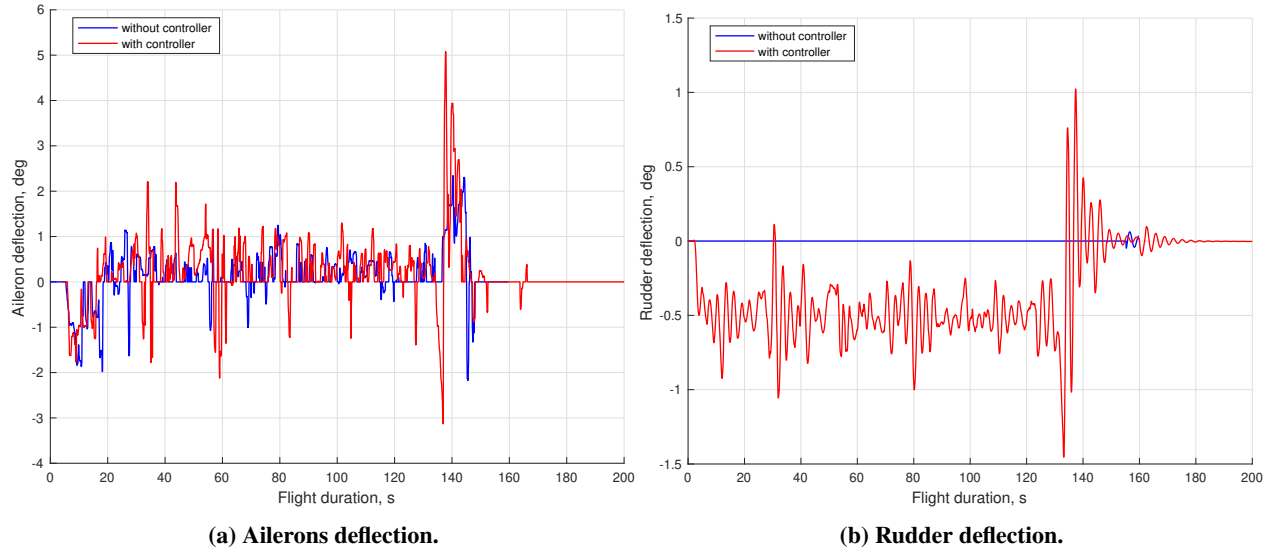 without controller
with controller
6
5
4
3
2
1
0
-1
-2
-3
-4
Aileron deflection, deg
0 20 40 60 80 100 120 140 160 180 200
Flight duration, s
(a) Ailerons deflection.
without controller
with controller
1.5
1
0.5
0
-0.5
-1
-1.5
Rudder deflection, deg
0 20 40 60 80 100 120 140 160 180 200
Flight duration, s
(b) Rudder deflection.